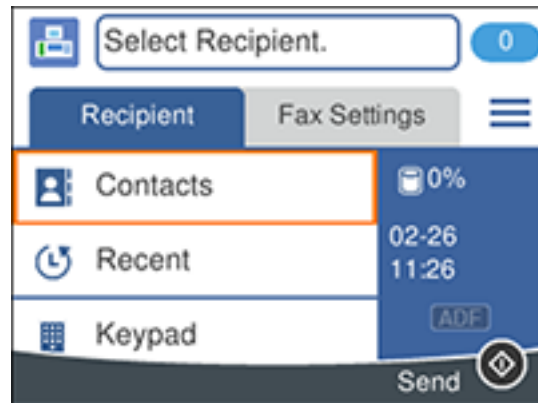 Select Recipient.
0
Recipient
Fax Settings
Contacts
0%
Recent
02-26
11:26
Keypad
ADF
Send